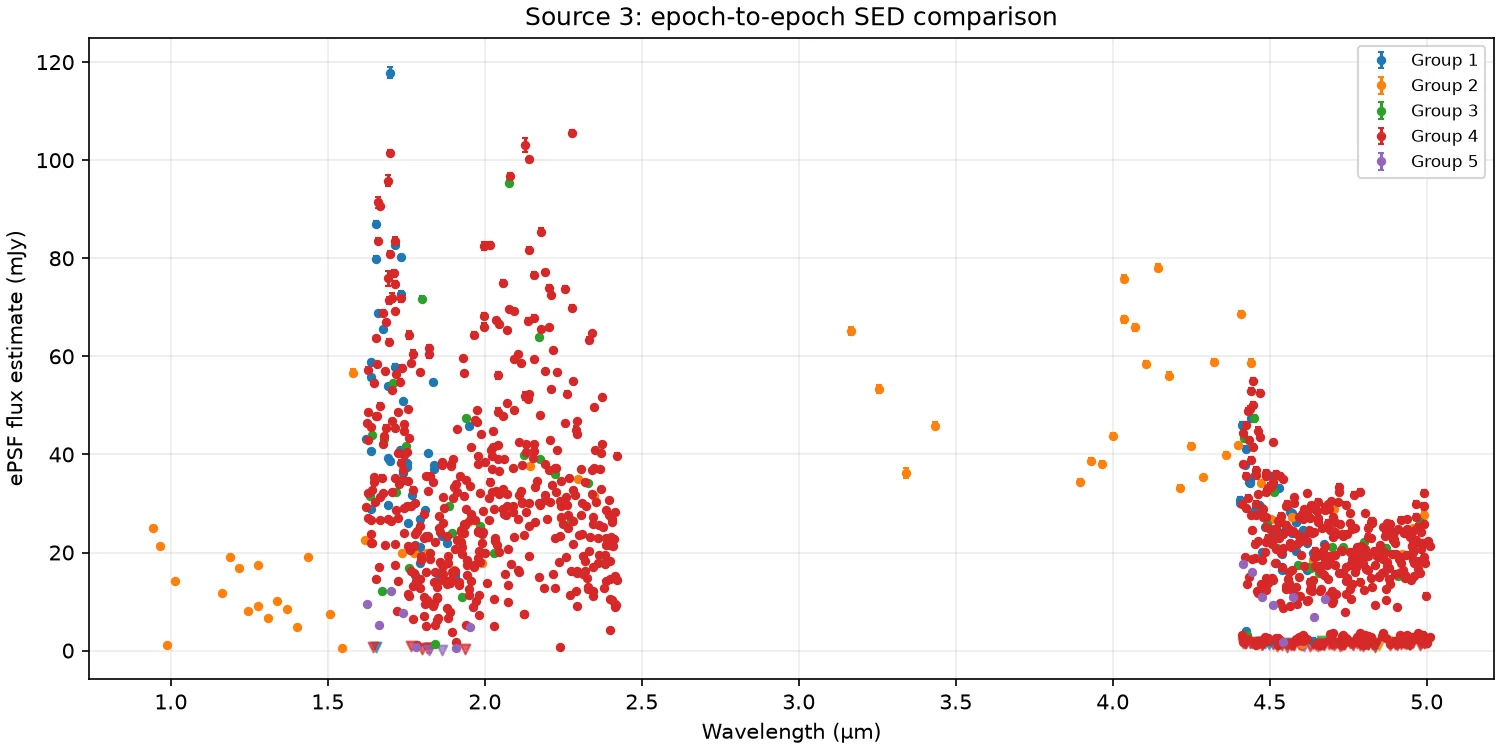 Source 3: epoch-to-epoch SED comparison
ePSF flux estimate (mJy)
120
100
80
60
40
20
0
Group 1
Group 2
Group 3
Group 4
Group 5
1.0 1.5 2.0 2.5 3.0 3.5 4.0 4.5 5.0
Wavelength (μm)